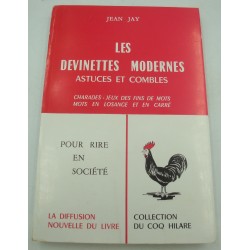 JEAN JAY
LES
DEVINETTES MODERNES
ASTUCES ET COMBLES
CHARADES - JEUX DES FINS DE MOTS
MOTS EN LOSANGE ET EN CARRÉ
POUR RIRE
EN
SOCIÉTÉ
LA DIFFUSION
NOUVELLE DU LIVRE
COLLECTION
DU COQ HILARE